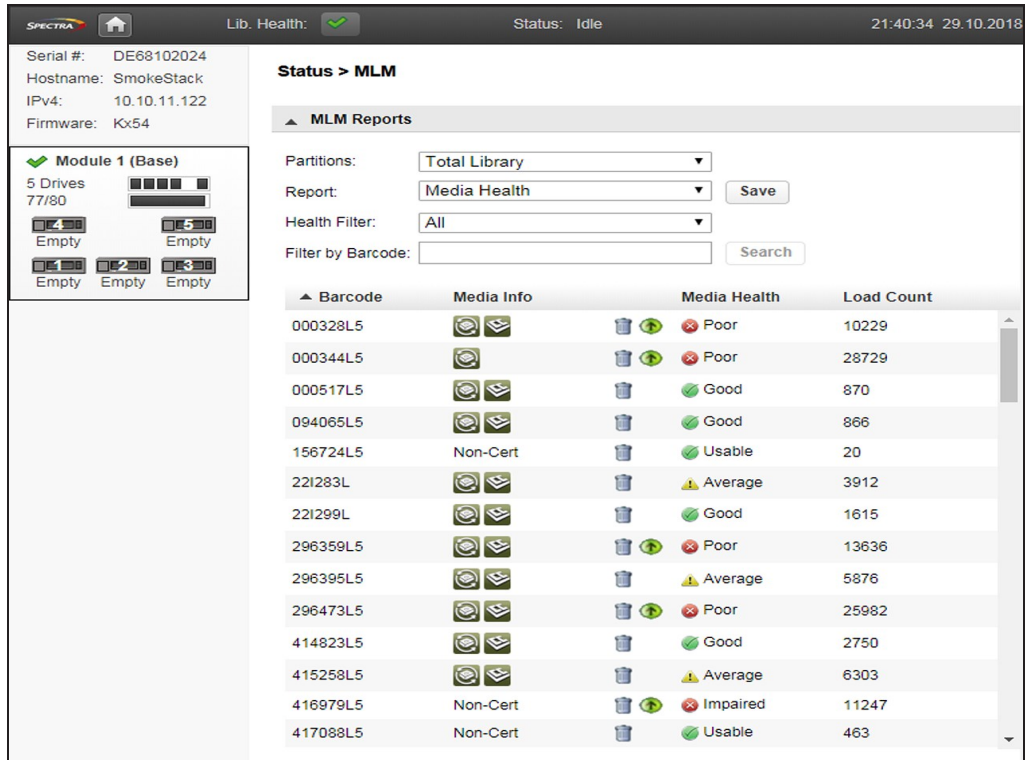 SPECTRA Lib. Health: Status: Idle 21:40:34 29.10.2018
Serial #: DE68102024
Hostname: SmokeStack
IPv4: 10.10.11.122
Firmware: Kx54
Module 1 (Base)
5 Drives
77/80
4 5
Empty Empty
1 2 3
Empty Empty Empty
Status > MLM
MLM Reports
Partitions: Total Library
Report: Media Health Save
Health Filter: All
Filter by Barcode: Search
Barcode Media Info Media Health Load Count
000328L5 Poor 10229
000344L5 Poor 28729
000517L5 Good 870
094065L5 Good 866
156724L5 Non-Cert Usable 20
22I283L Average 3912
22I299L Good 1615
296359L5 Poor 13636
296395L5 Average 5876
296473L5 Poor 25982
414823L5 Good 2750
415258L5 Average 6303
416979L5 Non-Cert Impaired 11247
417088L5 Non-Cert Usable 463